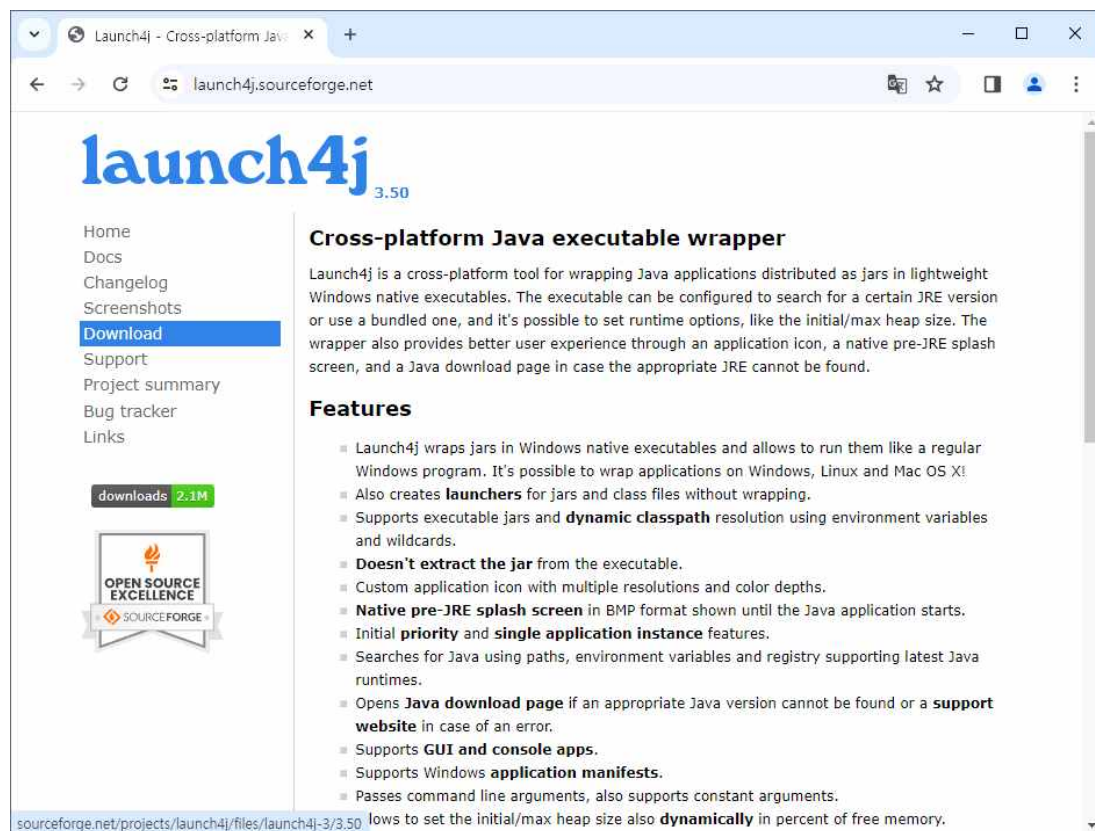 Launch4j - Cross-platform Jav
launch4j.sourceforge.net
launch4j 3.50
Home
Docs
Changelog
Screenshots
Download
Support
Project summary
Bug tracker
Links
downloads 2.1M
OPEN SOURCE
EXCELLENCE
SOURCEFORGE
Cross-platform Java executable wrapper
Launch4j is a cross-platform tool for wrapping Java applications distributed as jars in lightweight
Windows native executables. The executable can be configured to search for a certain JRE version
or use a bundled one, and it's possible to set runtime options, like the initial/max heap size. The
wrapper also provides better user experience through an application icon, a native pre-JRE splash
screen, and a Java download page in case the appropriate JRE cannot be found.
Features
Launch4j wraps jars in Windows native executables and allows to run them like a regular
Windows program. It's possible to wrap applications on Windows, Linux and Mac OS X!
Also creates launchers for jars and class files without wrapping.
Supports executable jars and dynamic classpath resolution using environment variables
and wildcards.
Doesn't extract the jar from the executable.
Custom application icon with multiple resolutions and color depths.
Native pre-JRE splash screen in BMP format shown until the Java application starts.
Initial priority and single application instance features.
Searches for Java using paths, environment variables and registry supporting latest Java
runtimes.
Opens Java download page if an appropriate Java version cannot be found or a support
website in case of an error.
Supports GUI and console apps.
Supports Windows application manifests.
Passes command line arguments, also supports constant arguments.
lows to set the initial/max heap size also dynamically in percent of free memory.
sourceforge.net/projects/launch4j/files/launch4j-3/3.50